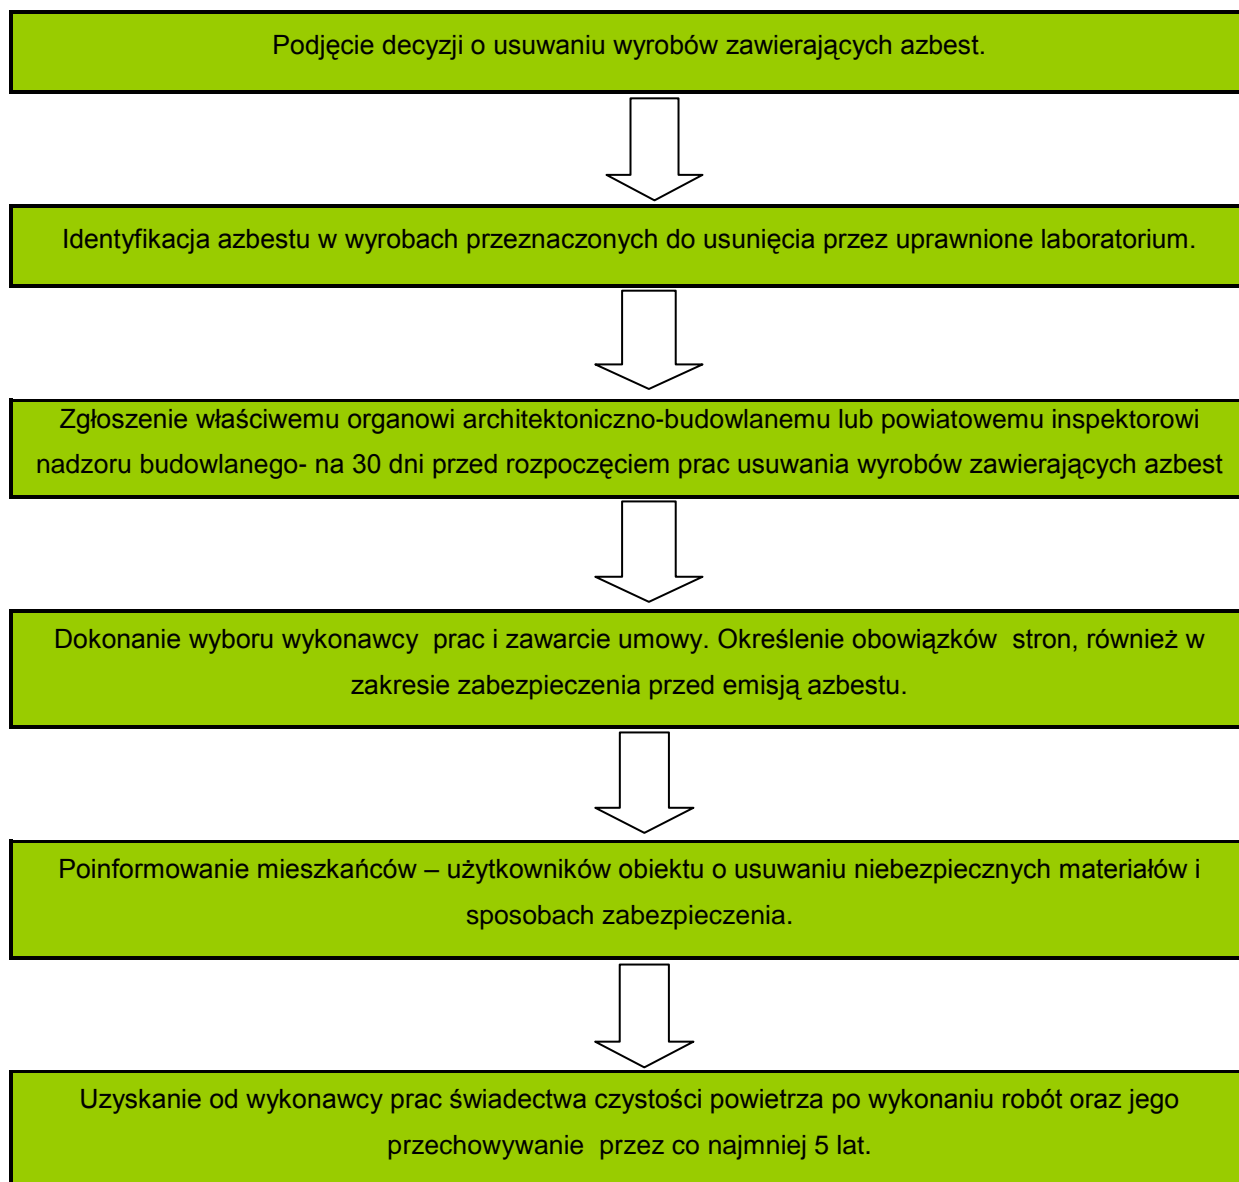 Podjęcie decyzji o usuwaniu wyrobów zawierających azbest.
Identyfikacja azbestu w wyrobach przeznaczonych do usunięcia przez uprawnione laboratorium.
Zgłoszenie właściwemu organowi architektoniczno-budowlanemu lub powiatowemu inspektorowi
nadzoru budowlanego- na 30 dni przed rozpoczęciem prac usuwania wyrobów zawierających azbest
Dokonanie wyboru wykonawcy prac i zawarcie umowy. Określenie obowiązków stron, również w
zakresie zabezpieczenia przed emisją azbestu.
Poinformowanie mieszkańców – użytkowników obiektu o usuwaniu niebezpiecznych materiałów i
sposobach zabezpieczenia.
Uzyskanie od wykonawcy prac świadectwa czystości powietrza po wykonaniu robót oraz jego
przechowywanie przez co najmniej 5 lat.